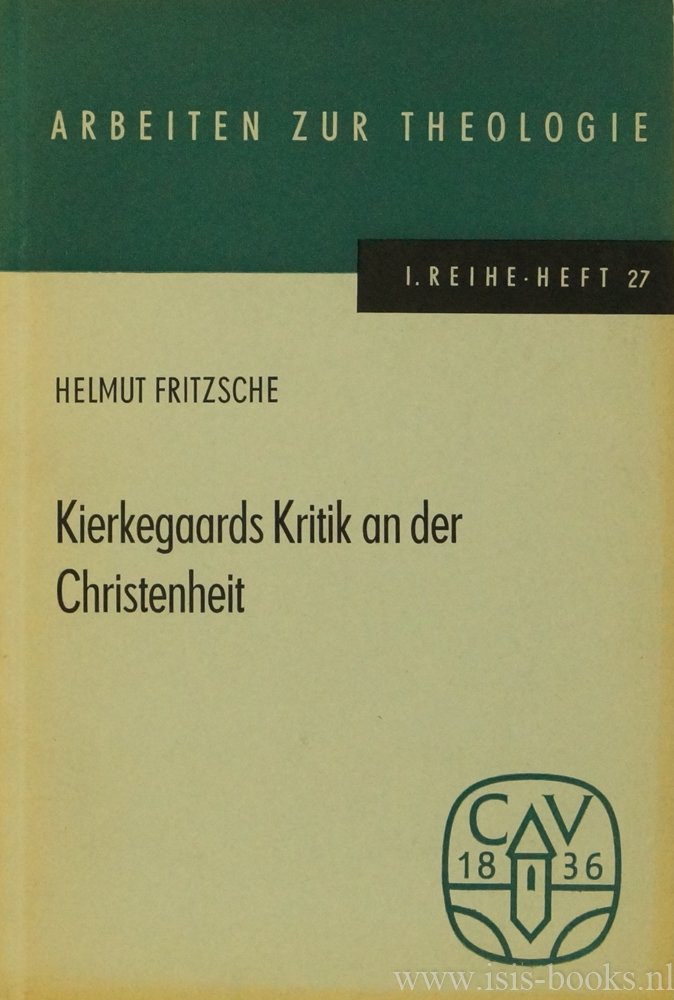 ARBEITEN ZUR THEOLOGIE
I. REIHE · HEFT 27
HELMUT FRITZSCHE
Kierkegaards Kritik an der
Christenheit
CV
18 36
www.isis-books.nl